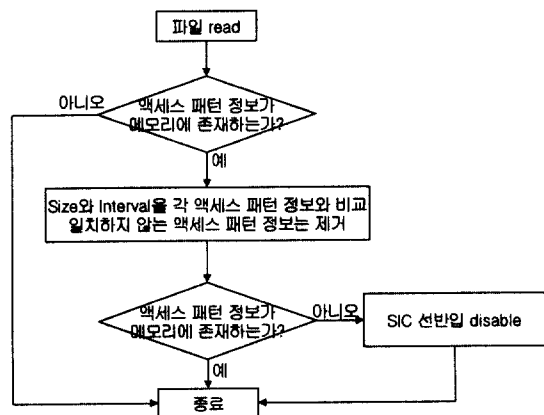 파일 read
아니오
액세스 패턴 정보가
메모리에 존재하는가?
예
Size와 Interval을 각 액세스 패턴 정보와 비교
일치하지 않는 액세스 패턴 정보는 제거
액세스 패턴 정보가
메모리에 존재하는가?
아니오
SIC 선반입 disable
예
종료